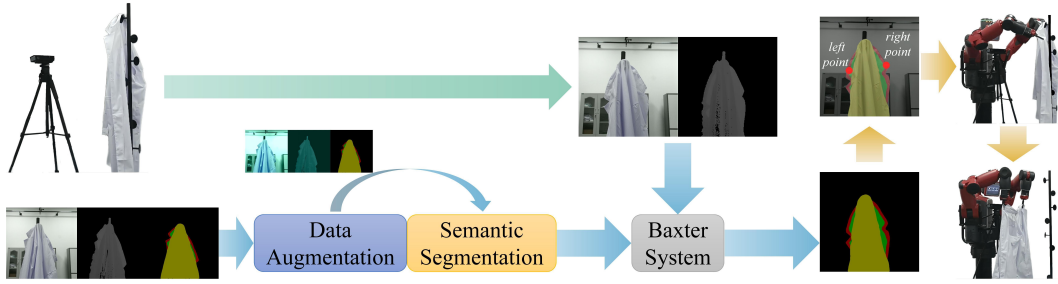 left
point
right
point
Data
Augmentation
Semantic
Segmentation
Baxter
System